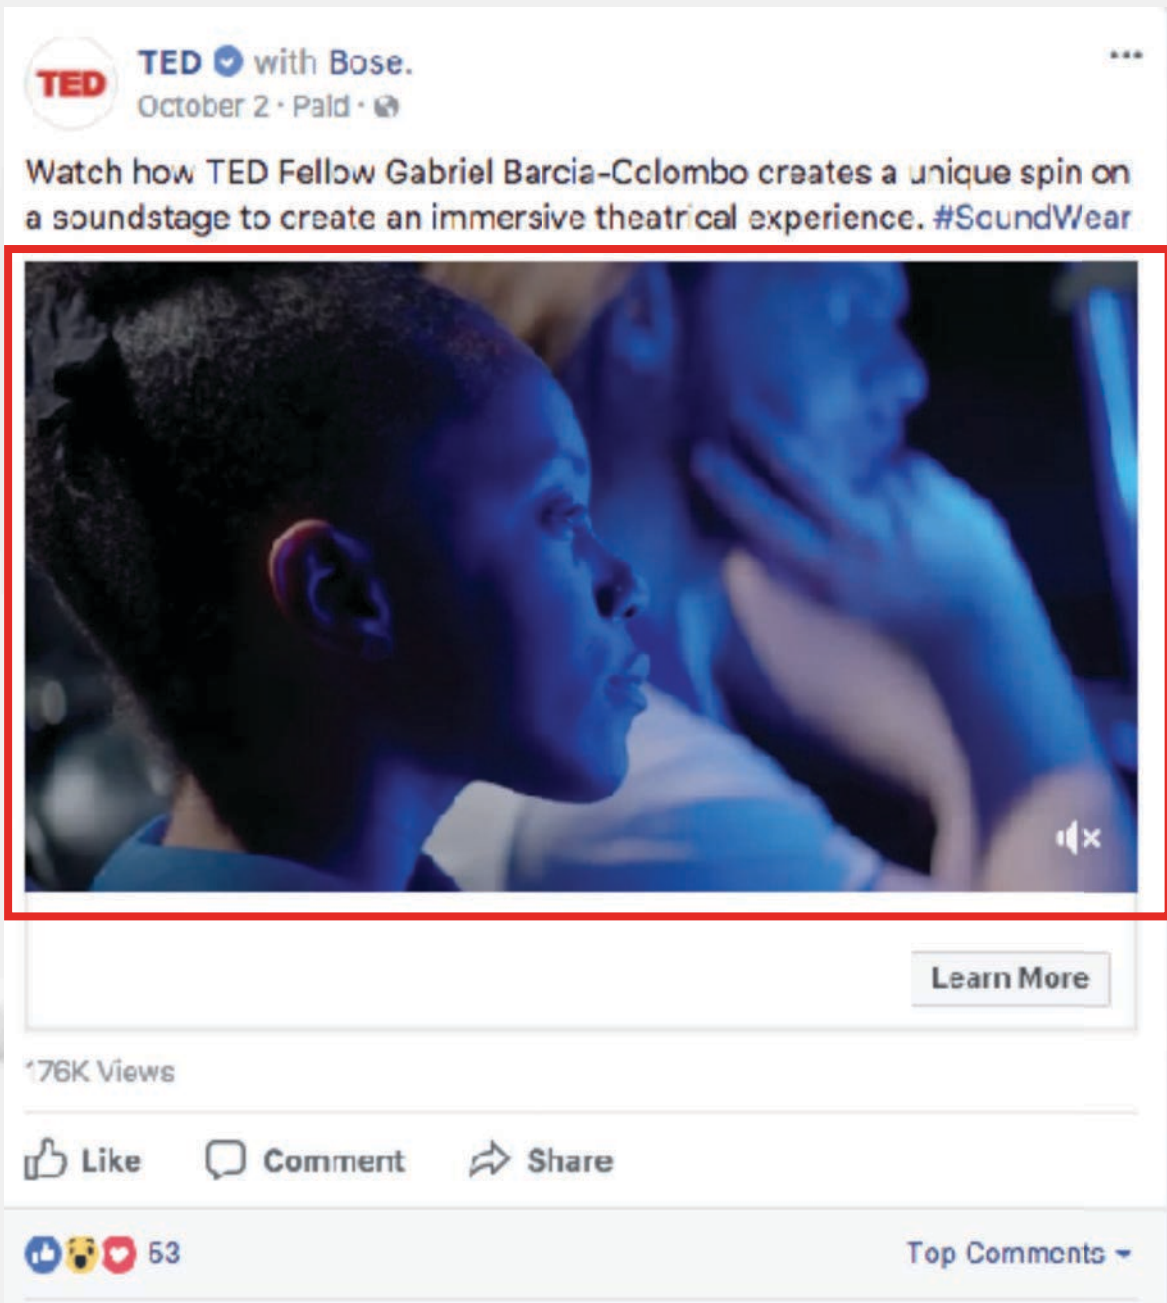 TED
TED with Bose.
October 2 · Paid ·
Watch how TED Fellow Gabriel Barcia-Colombo creates a unique spin on
a soundstage to create an immersive theatrical experience. #SoundWear
Learn More
176K Views
Like Comment Share
53 Top Comments